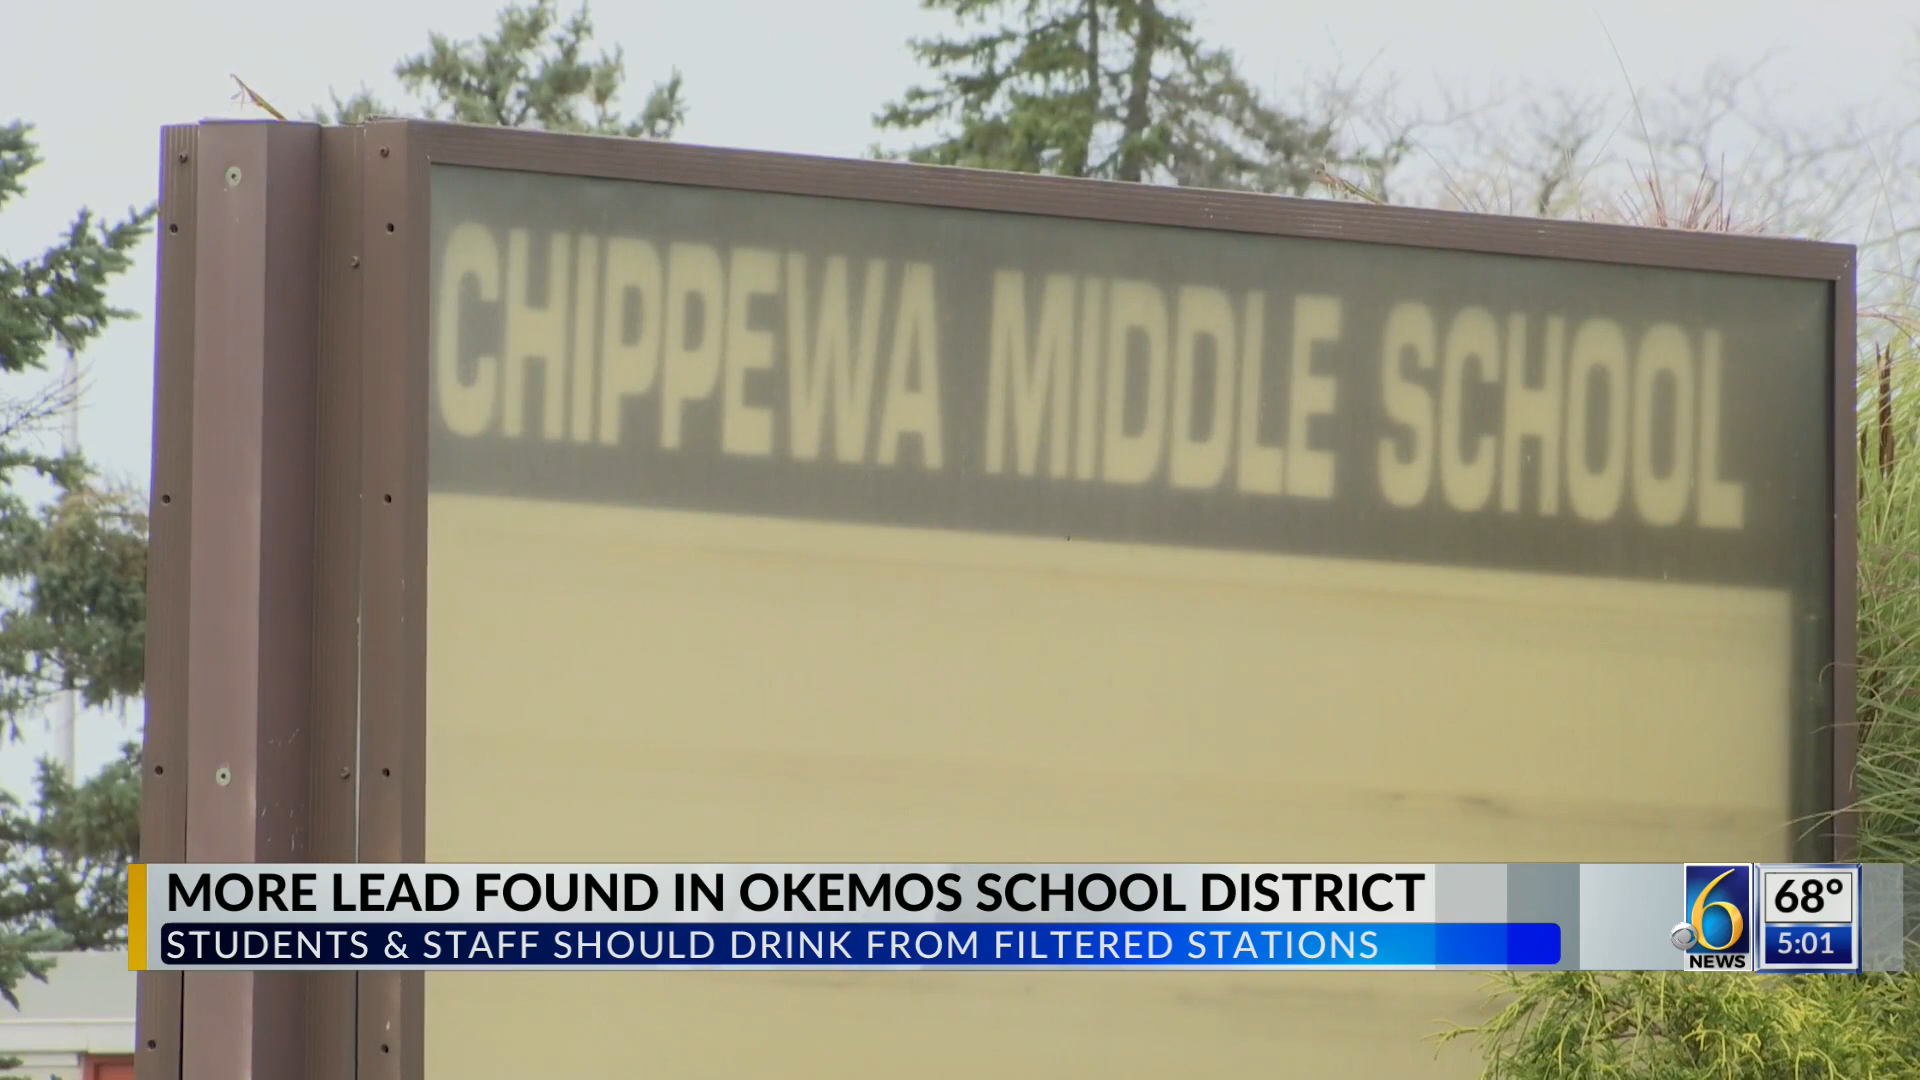 CHIPPEWA MIDDLE SCHOOL
MORE LEAD FOUND IN OKEMOS SCHOOL DISTRICT
STUDENTS & STAFF SHOULD DRINK FROM FILTERED STATIONS
6
NEWS
68°
5:01